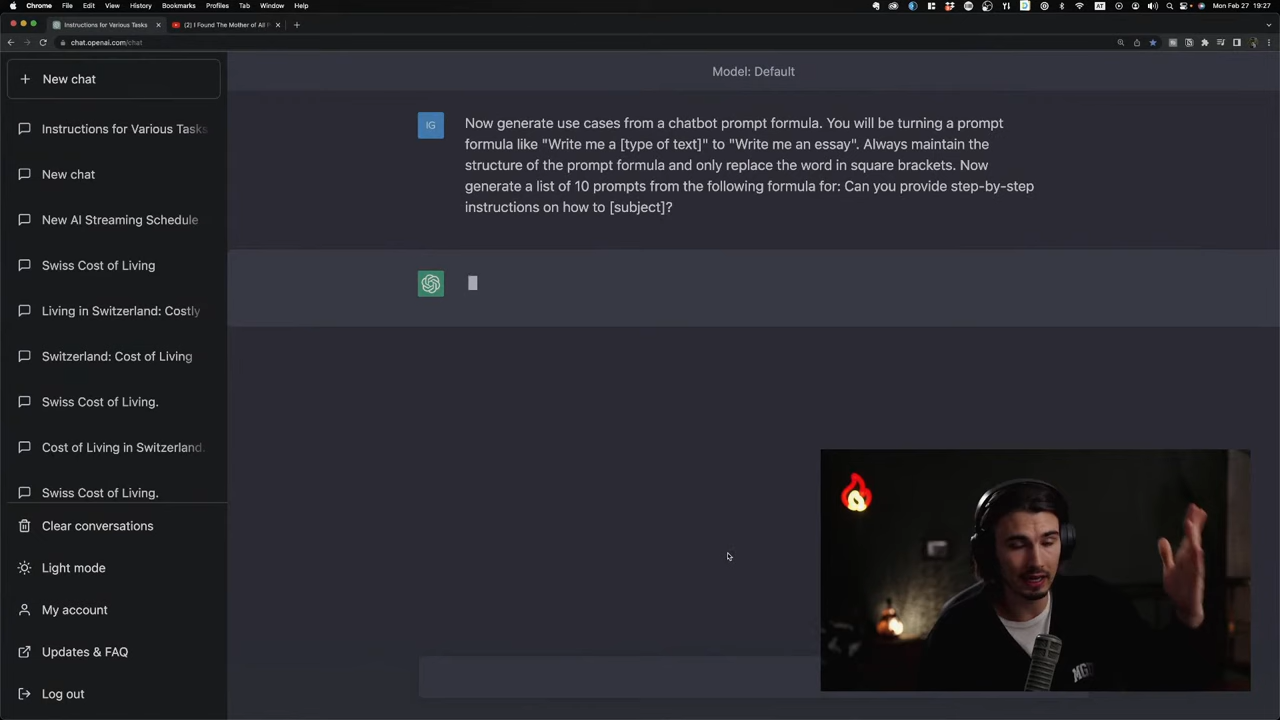 Chrome File Edit View History Bookmarks Profiles Tab Window Help
Mon Feb 27 19:27
Instructions for Various Tasks
(2) I Found The Mother of All P
chat.openai.com/chat
New chat
Model: Default
Instructions for Various Tasks
New chat
New AI Streaming Schedule
Swiss Cost of Living
Living in Switzerland: Costly
Switzerland: Cost of Living
Swiss Cost of Living.
Cost of Living in Switzerland.
Swiss Cost of Living.
Clear conversations
Light mode
My account
Updates & FAQ
Log out
IG
Now generate use cases from a chatbot prompt formula. You will be turning a prompt
formula like "Write me a [type of text]" to "Write me an essay". Always maintain the
structure of the prompt formula and only replace the word in square brackets. Now
generate a list of 10 prompts from the following formula for: Can you provide step-by-step
instructions on how to [subject]?